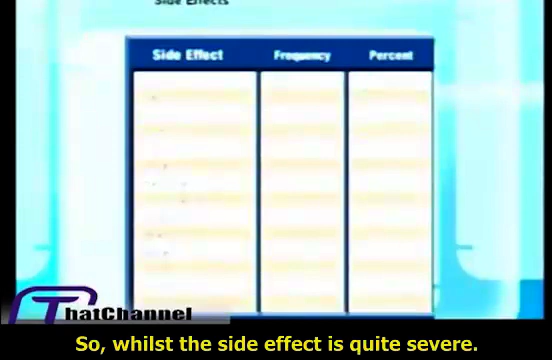 Side Effects
Side Effect Frequency Percent
ThatChannel
So, whilst the side effect is quite severe.